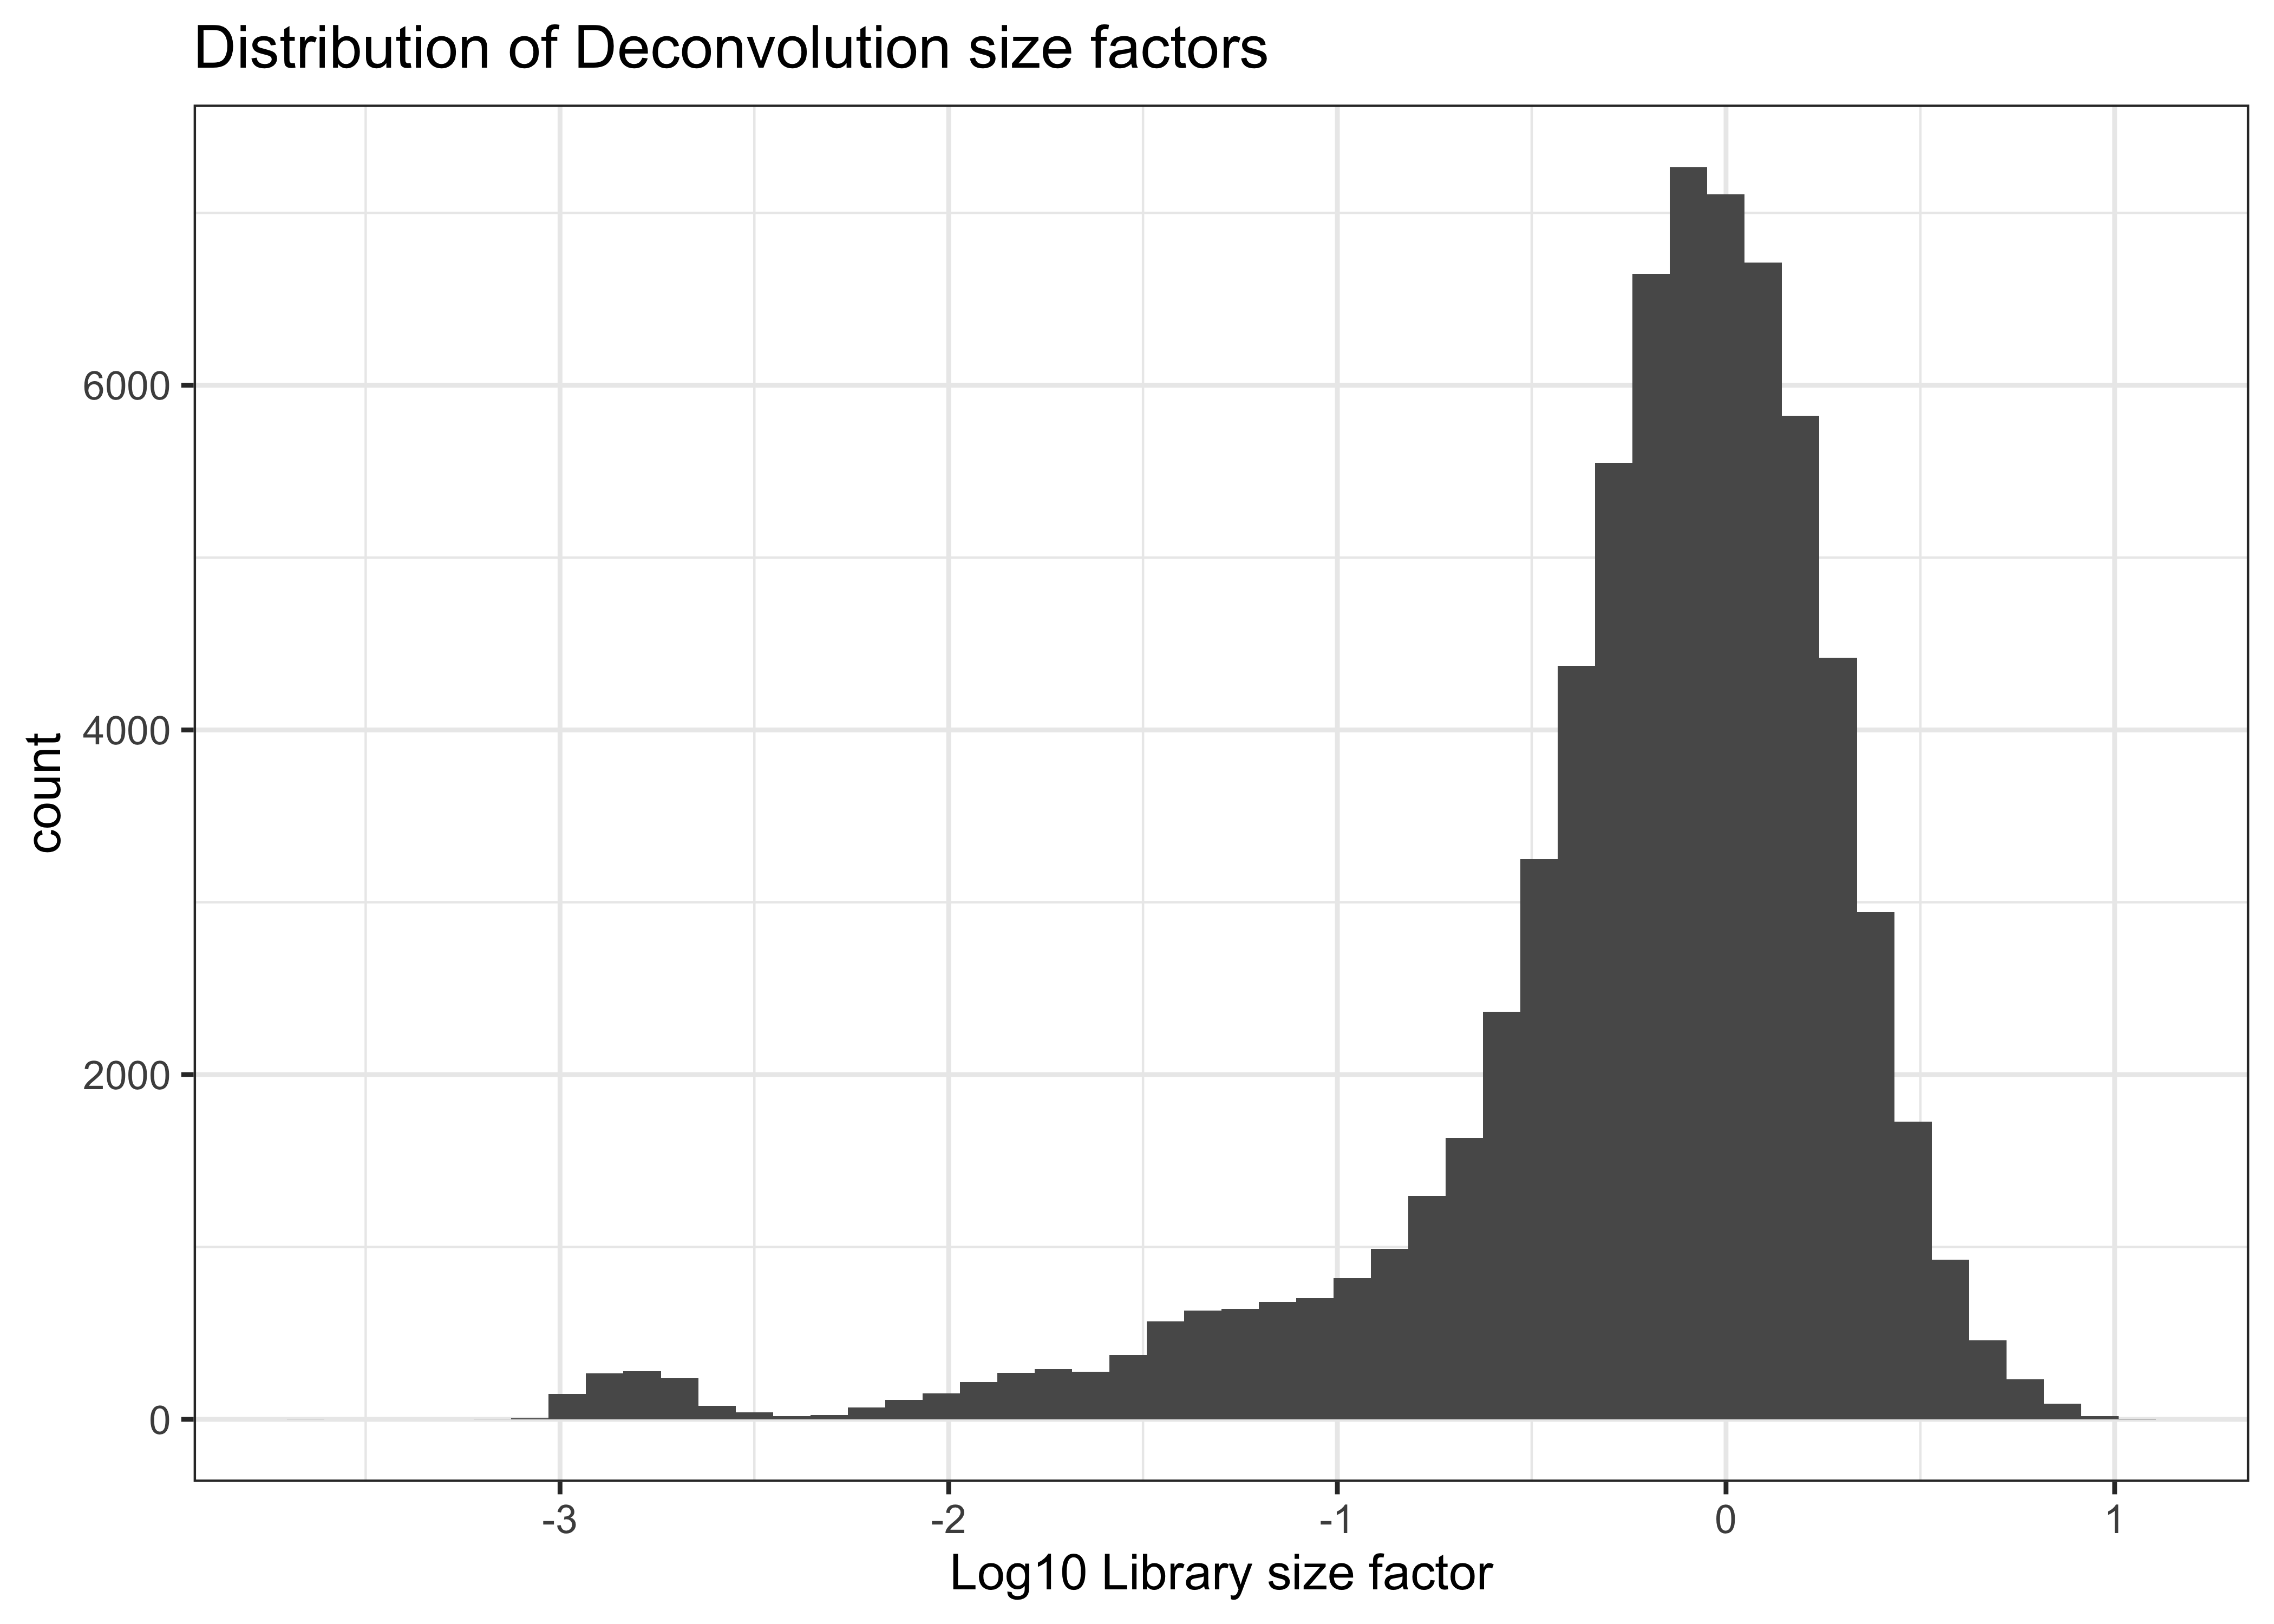 Distribution of Deconvolution size factors
count
6000
4000
2000
0
-3 -2 -1 0 1
Log10 Library size factor